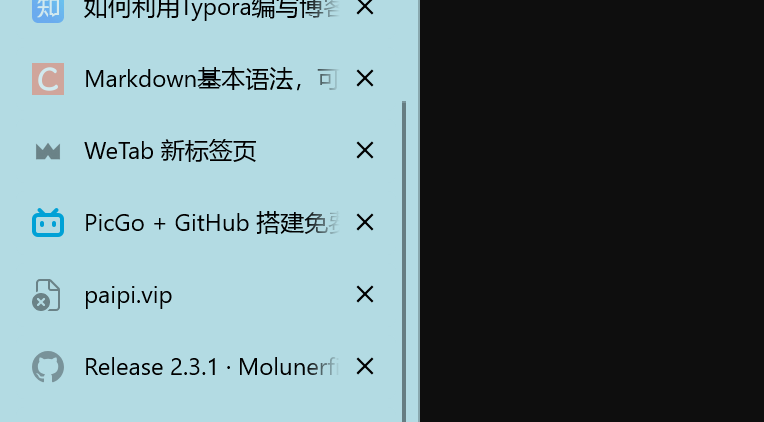 知
如何利用Typora编写博客
C
Markdown基本语法，可
WeTab 新标签页
PicGo + GitHub 搭建免费
paipi.vip
Release 2.3.1 · Molunerfi